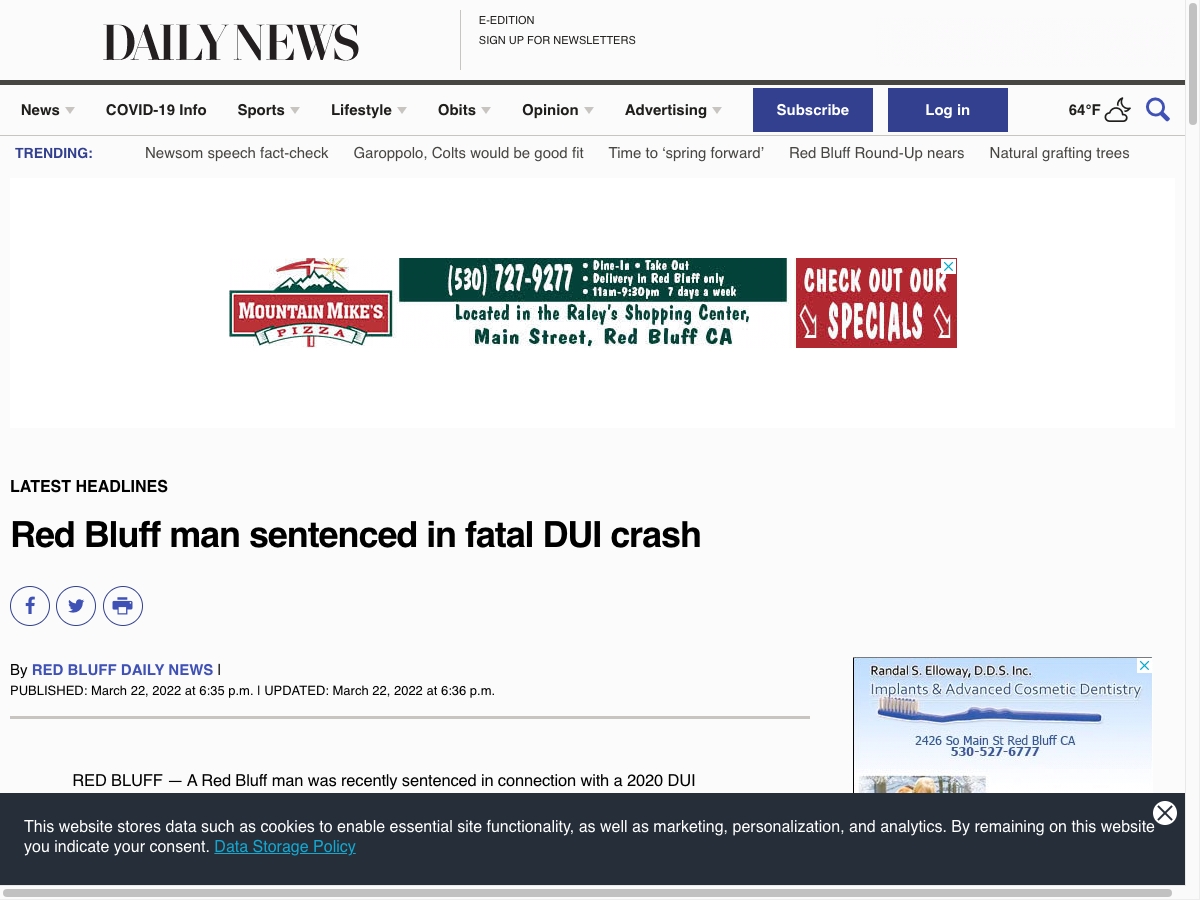 DAILY NEWS
E-EDITION
SIGN UP FOR NEWSLETTERS
News COVID-19 Info Sports Lifestyle Obits Opinion Advertising Subscribe Log in 64°F
TRENDING: Newsom speech fact-check Garoppolo, Colts would be good fit Time to ‘spring forward’ Red Bluff Round-Up nears Natural grafting trees
MOUNTAIN MIKE'S
PIZZA
(530) 727-9277
• Dine-In • Take Out
• Delivery in Red Bluff only
• 11am-9:30pm 7 days a week
Located in the Raley's Shopping Center,
Main Street, Red Bluff CA
CHECK OUT OUR
SPECIALS
LATEST HEADLINES
Red Bluff man sentenced in fatal DUI crash
By RED BLUFF DAILY NEWS |
PUBLISHED: March 22, 2022 at 6:35 p.m. | UPDATED: March 22, 2022 at 6:36 p.m.
Randal S. Elloway, D.D.S. Inc.
Implants & Advanced Cosmetic Dentistry
2426 So Main St Red Bluff CA
530-527-6777
RED BLUFF — A Red Bluff man was recently sentenced in connection with a 2020 DUI
This website stores data such as cookies to enable essential site functionality, as well as marketing, personalization, and analytics. By remaining on this website
you indicate your consent. Data Storage Policy